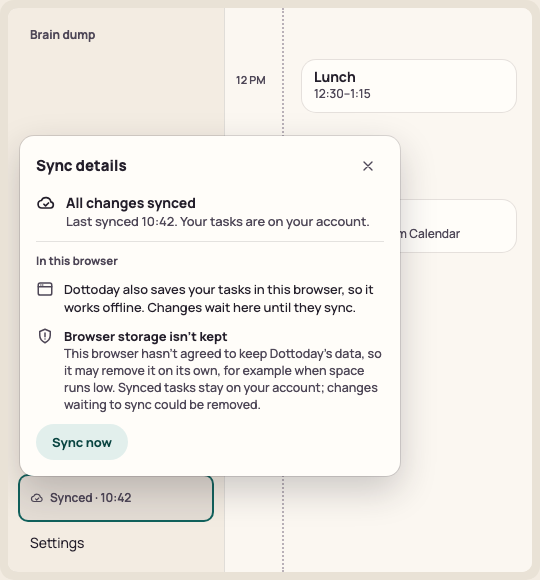 Brain dump
12 PM
Lunch
12:30–1:15
Sync details
All changes synced
Last synced 10:42. Your tasks are on your account.
Calendar
In this browser
Dottoday also saves your tasks in this browser, so it
works offline. Changes wait here until they sync.
Browser storage isn't kept
This browser hasn't agreed to keep Dottoday's data, so
it may remove it on its own, for example when space
runs low. Synced tasks stay on your account; changes
waiting to sync could be removed.
Sync now
Synced · 10:42
Settings